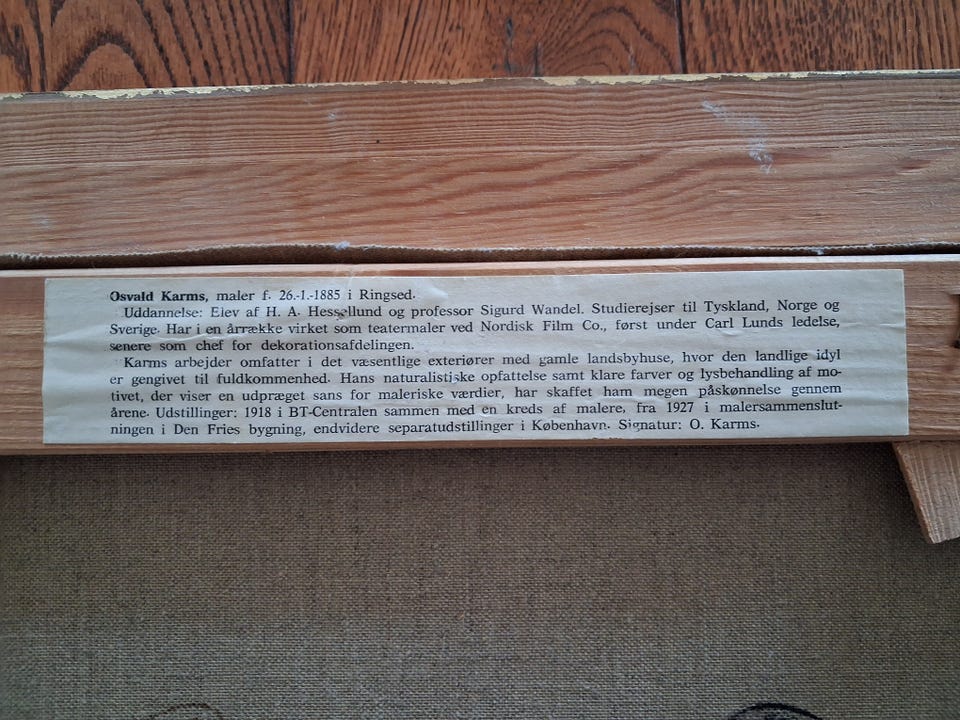 Osvald Karms, maler f. 26.-1.-1885 i Ringsed.
Uddannelse: Elev af H. A. Hessellund og professor Sigurd Wandel. Studierejser til Tyskland, Norge og
Sverige. Har i en årrække virket som teatermaler ved Nordisk Film Co., først under Carl Lunds ledelse,
senere som chef for dekorationsafdelingen.
Karms arbejder omfatter i det væsentlige exteriører med gamle landsbyhuse, hvor den landlige idyl
er gengivet til fuldkommenhed. Hans naturalistiske opfattelse samt klare farver og lysbehandling af mo-
tivet, der viser en udpræget sans for maleriske værdier, har skaffet ham megen påskønnelse gennem
årene. Udstillinger: 1918 i BT-Centralen sammen med en kreds af malere, fra 1927 i malersammenslut-
ningen i Den Fries bygning, endvidere separatudstillinger i København. Signatur: O. Karms.